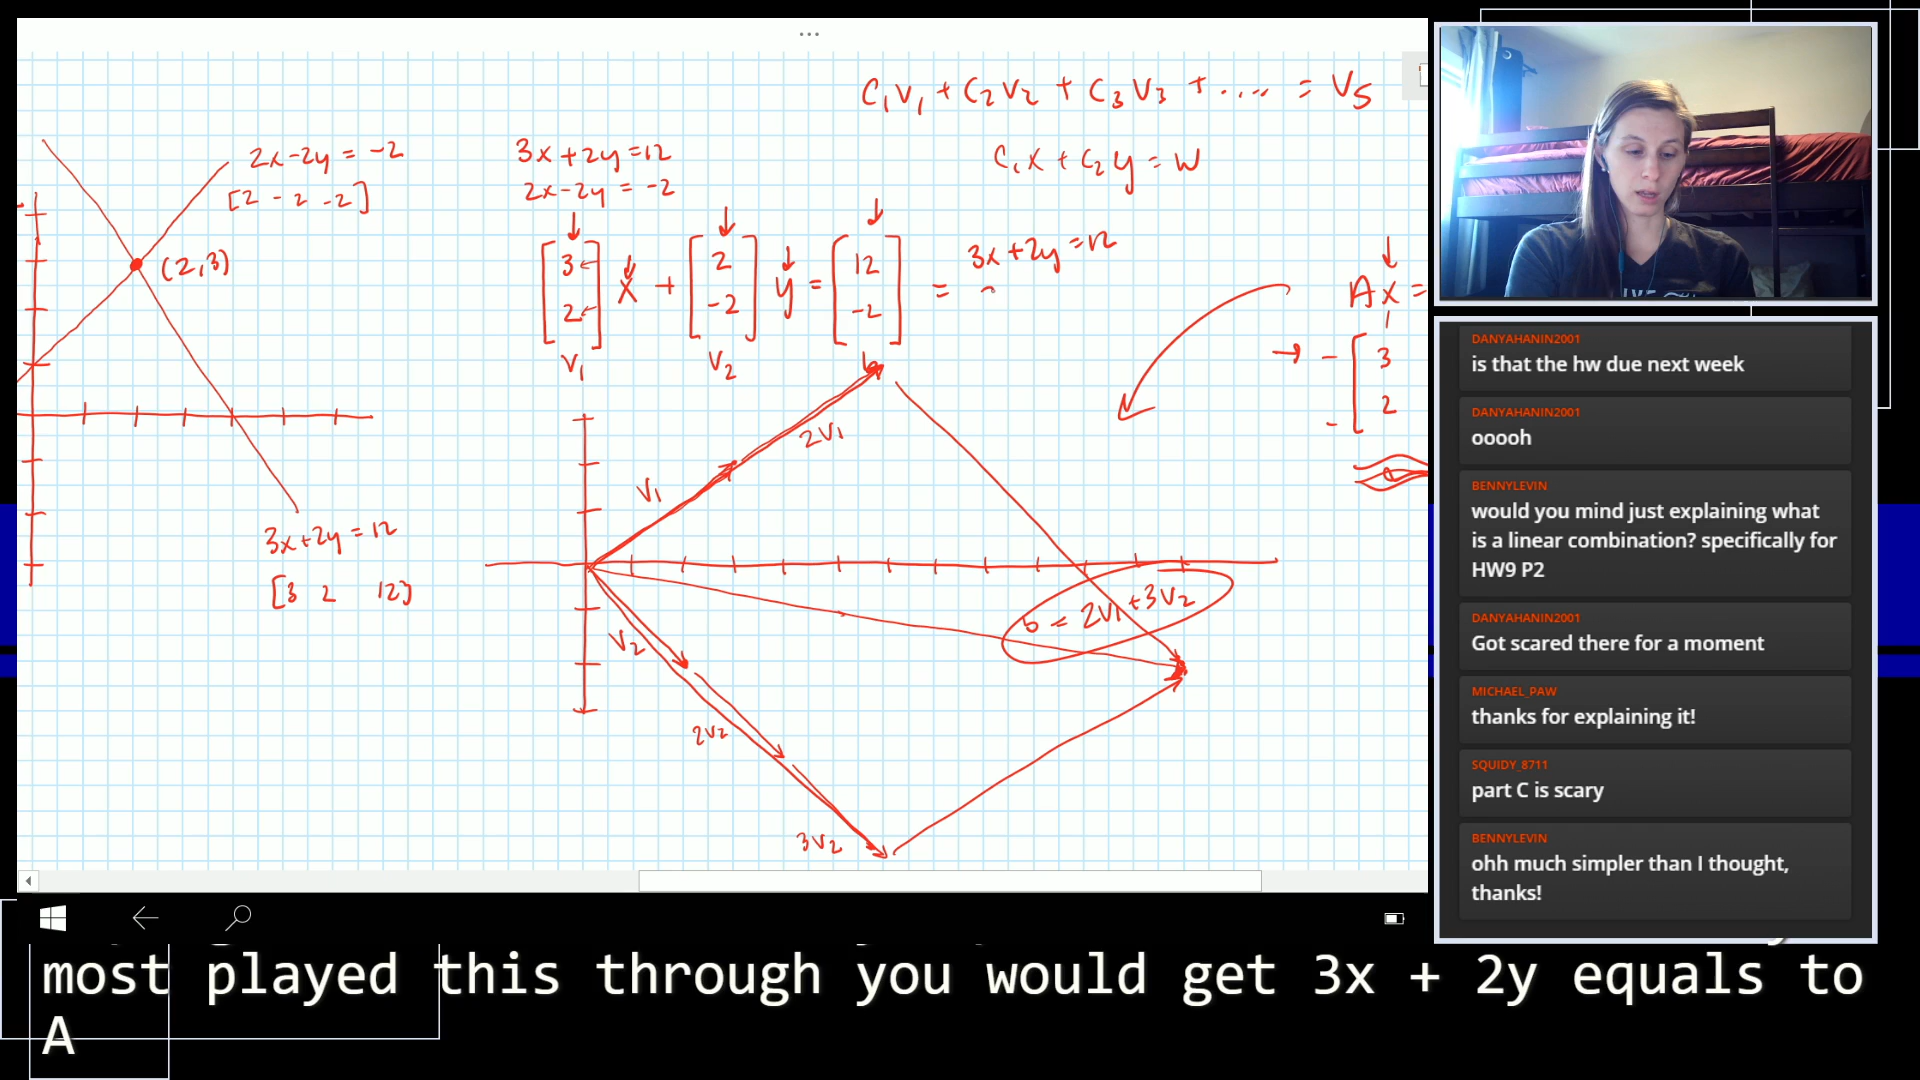 C₁V₁ + C₂V₂ + C₃V₃ + .... = V₅
C₁X + C₂y = W
2x-2y = -2
[2 -2 -2]
(2,3)
3x+2y=12
[3 2 12]
3x+2y=12
2x-2y = -2
[3 2] x + [2 -2] y = [12 -2] = 3x+2y=12
V₁ V₂ b
V₁
2V₁
V₂
2V₂
3V₂
b = 2V₁+3V₂
Ax =
3
2
DANYAHANIN2001
is that the hw due next week
DANYAHANIN2001
ooooh
BENNYLEVIN
would you mind just explaining what
is a linear combination? specifically for
HW9 P2
DANYAHANIN2001
Got scared there for a moment
MICHAEL_PAW
thanks for explaining it!
SQUIDY_8711
part C is scary
BENNYLEVIN
ohh much simpler than I thought,
thanks!
most played this through you would get 3x + 2y equals to
A